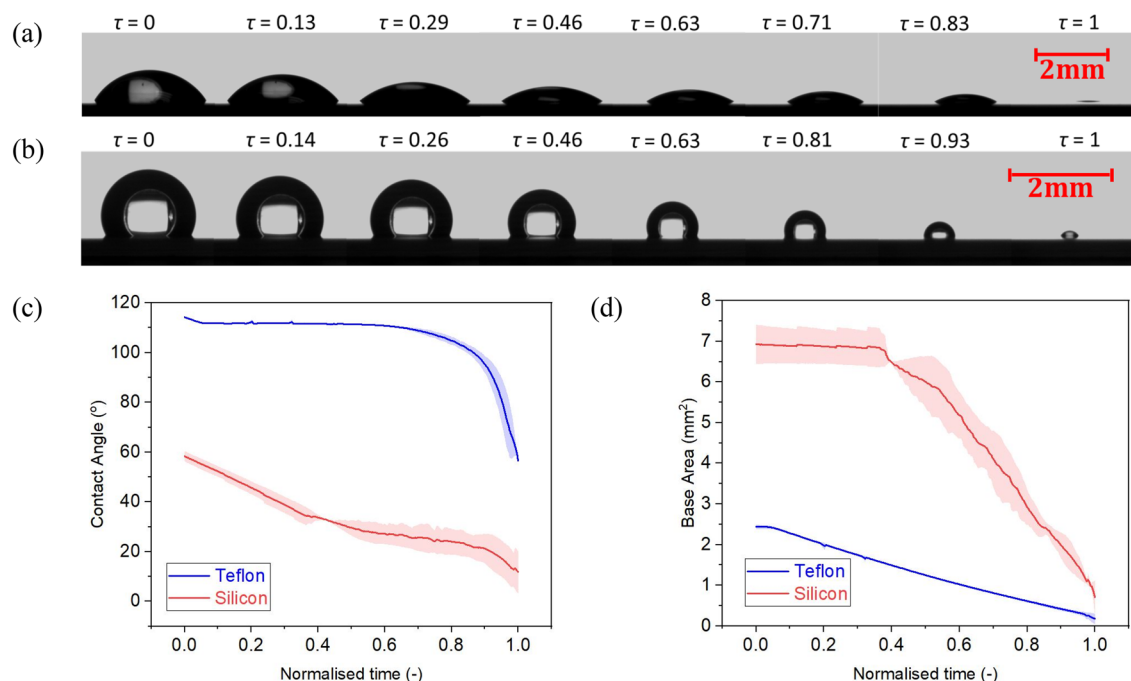 (a)
τ = 0 τ = 0.13 τ = 0.29 τ = 0.46 τ = 0.63 τ = 0.71 τ = 0.83 τ = 1
2mm
(b)
τ = 0 τ = 0.14 τ = 0.26 τ = 0.46 τ = 0.63 τ = 0.81 τ = 0.93 τ = 1
2mm
(c)
120
100
80
60
40
20
0
Contact Angle (°)
Teflon
Silicon
0.0 0.2 0.4 0.6 0.8 1.0
Normalised time (-)
(d)
8
7
6
5
4
3
2
1
0
Base Area (mm²)
Teflon
Silicon
0.0 0.2 0.4 0.6 0.8 1.0
Normalised time (-)